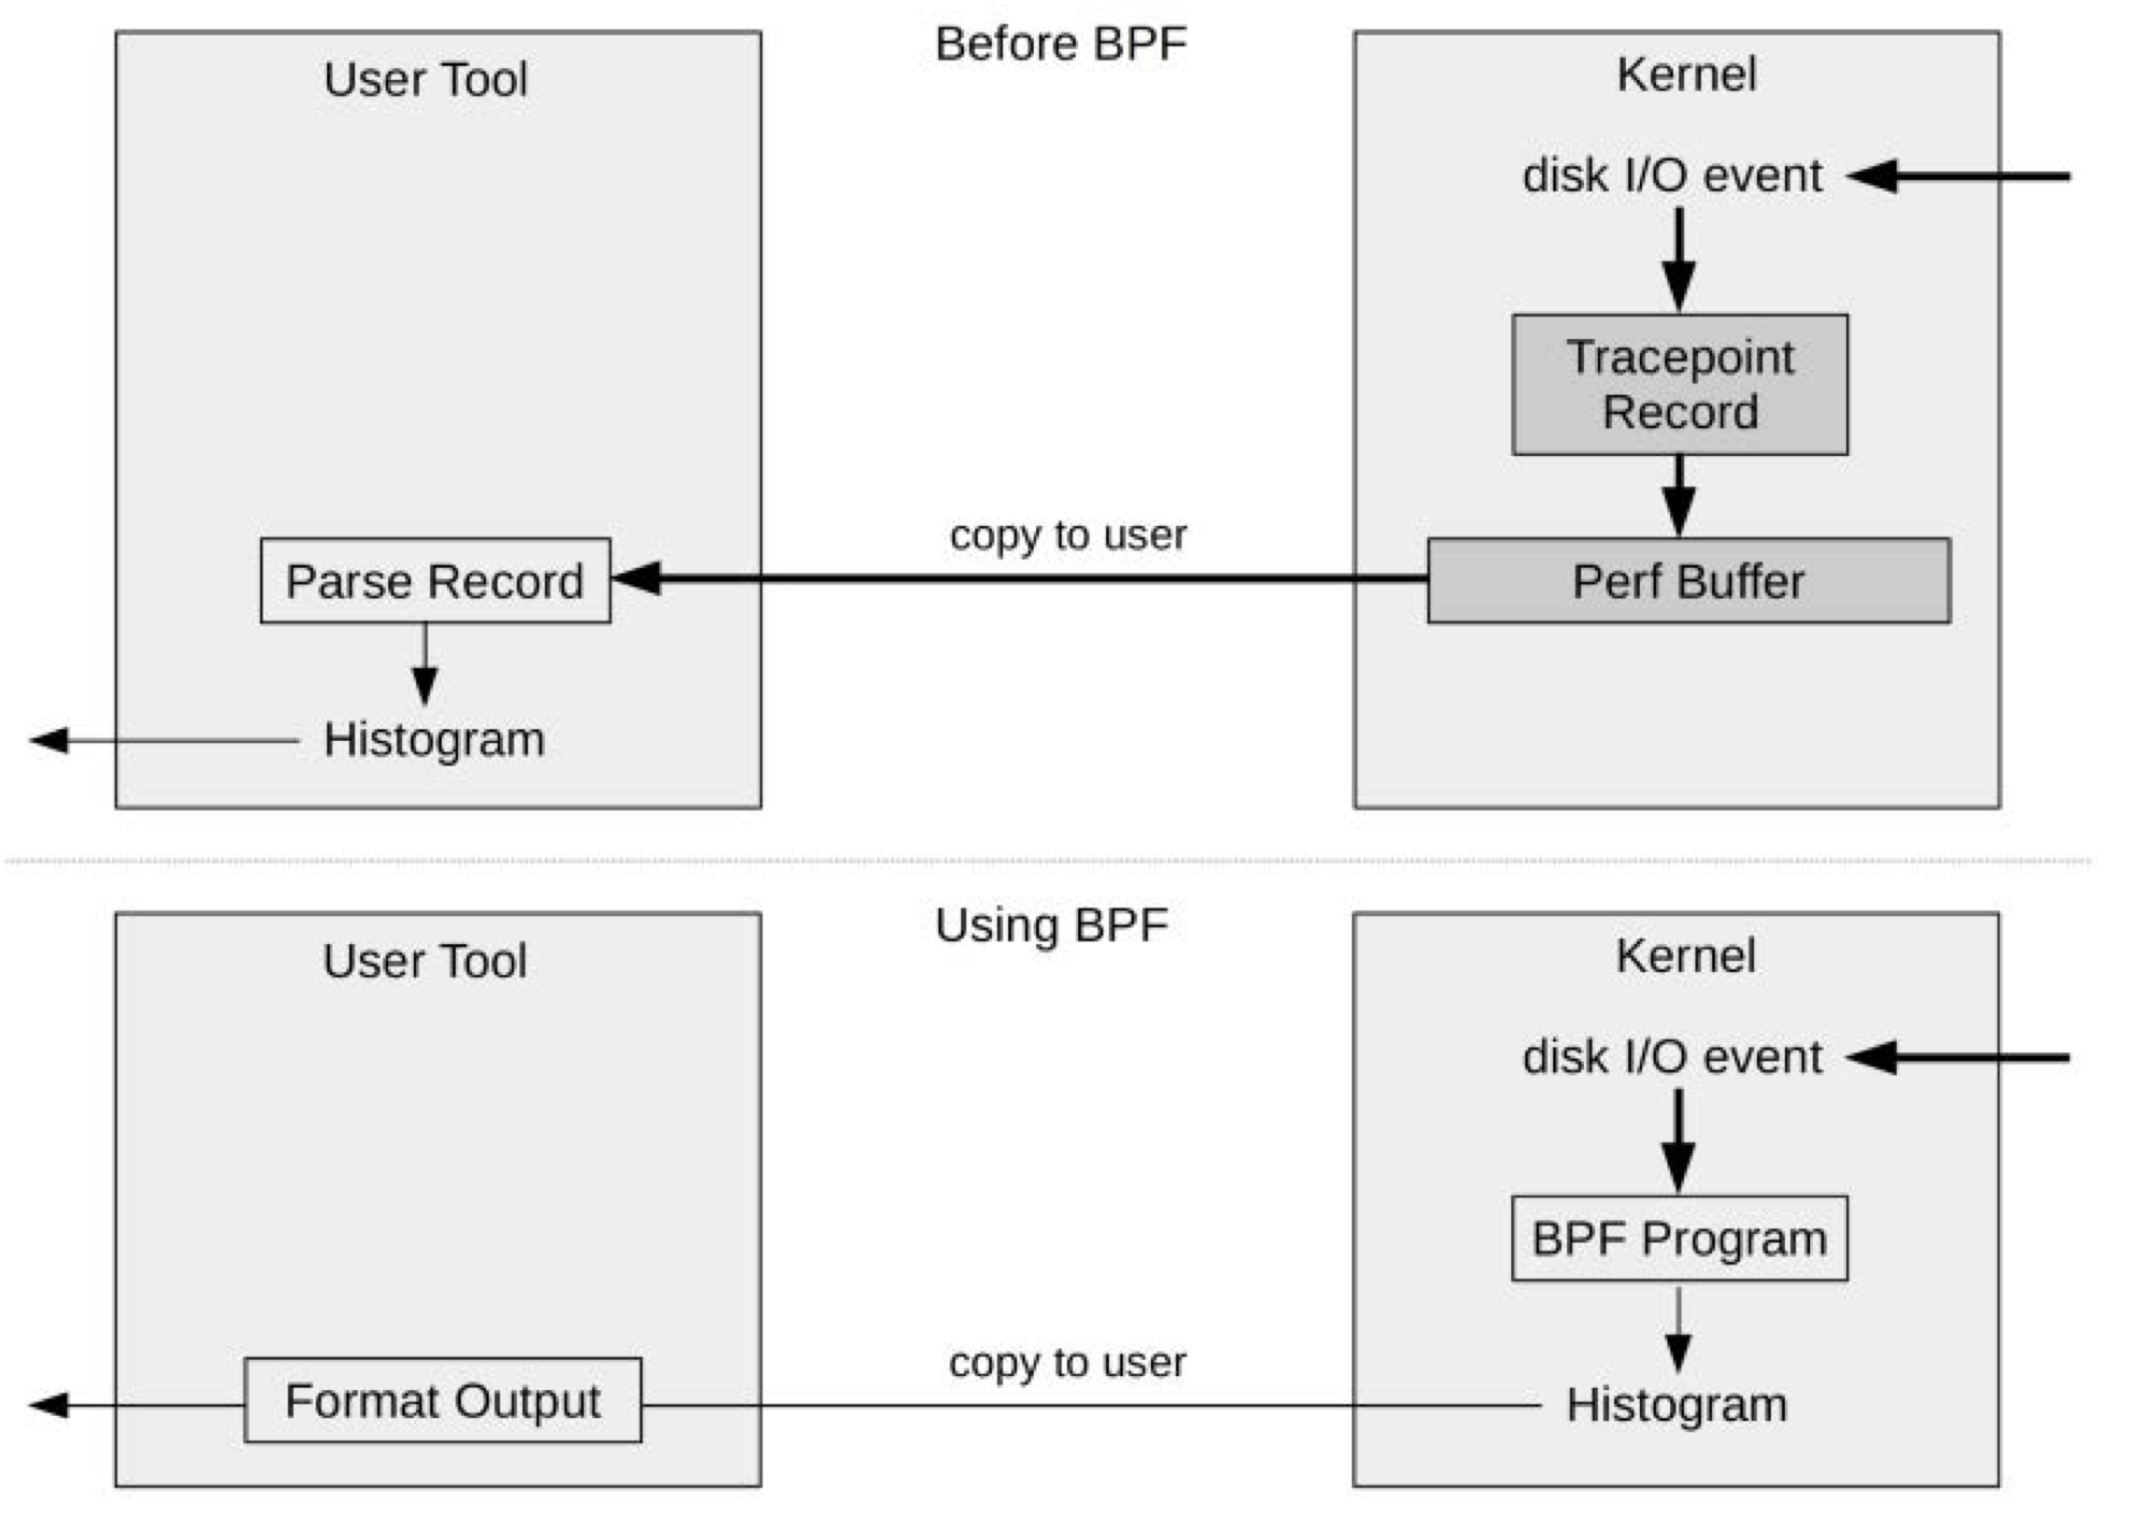 Before BPF
User Tool
Kernel
disk I/O event
Tracepoint
Record
copy to user
Parse Record
Perf Buffer
Histogram
Using BPF
User Tool
Kernel
disk I/O event
BPF Program
copy to user
Format Output
Histogram